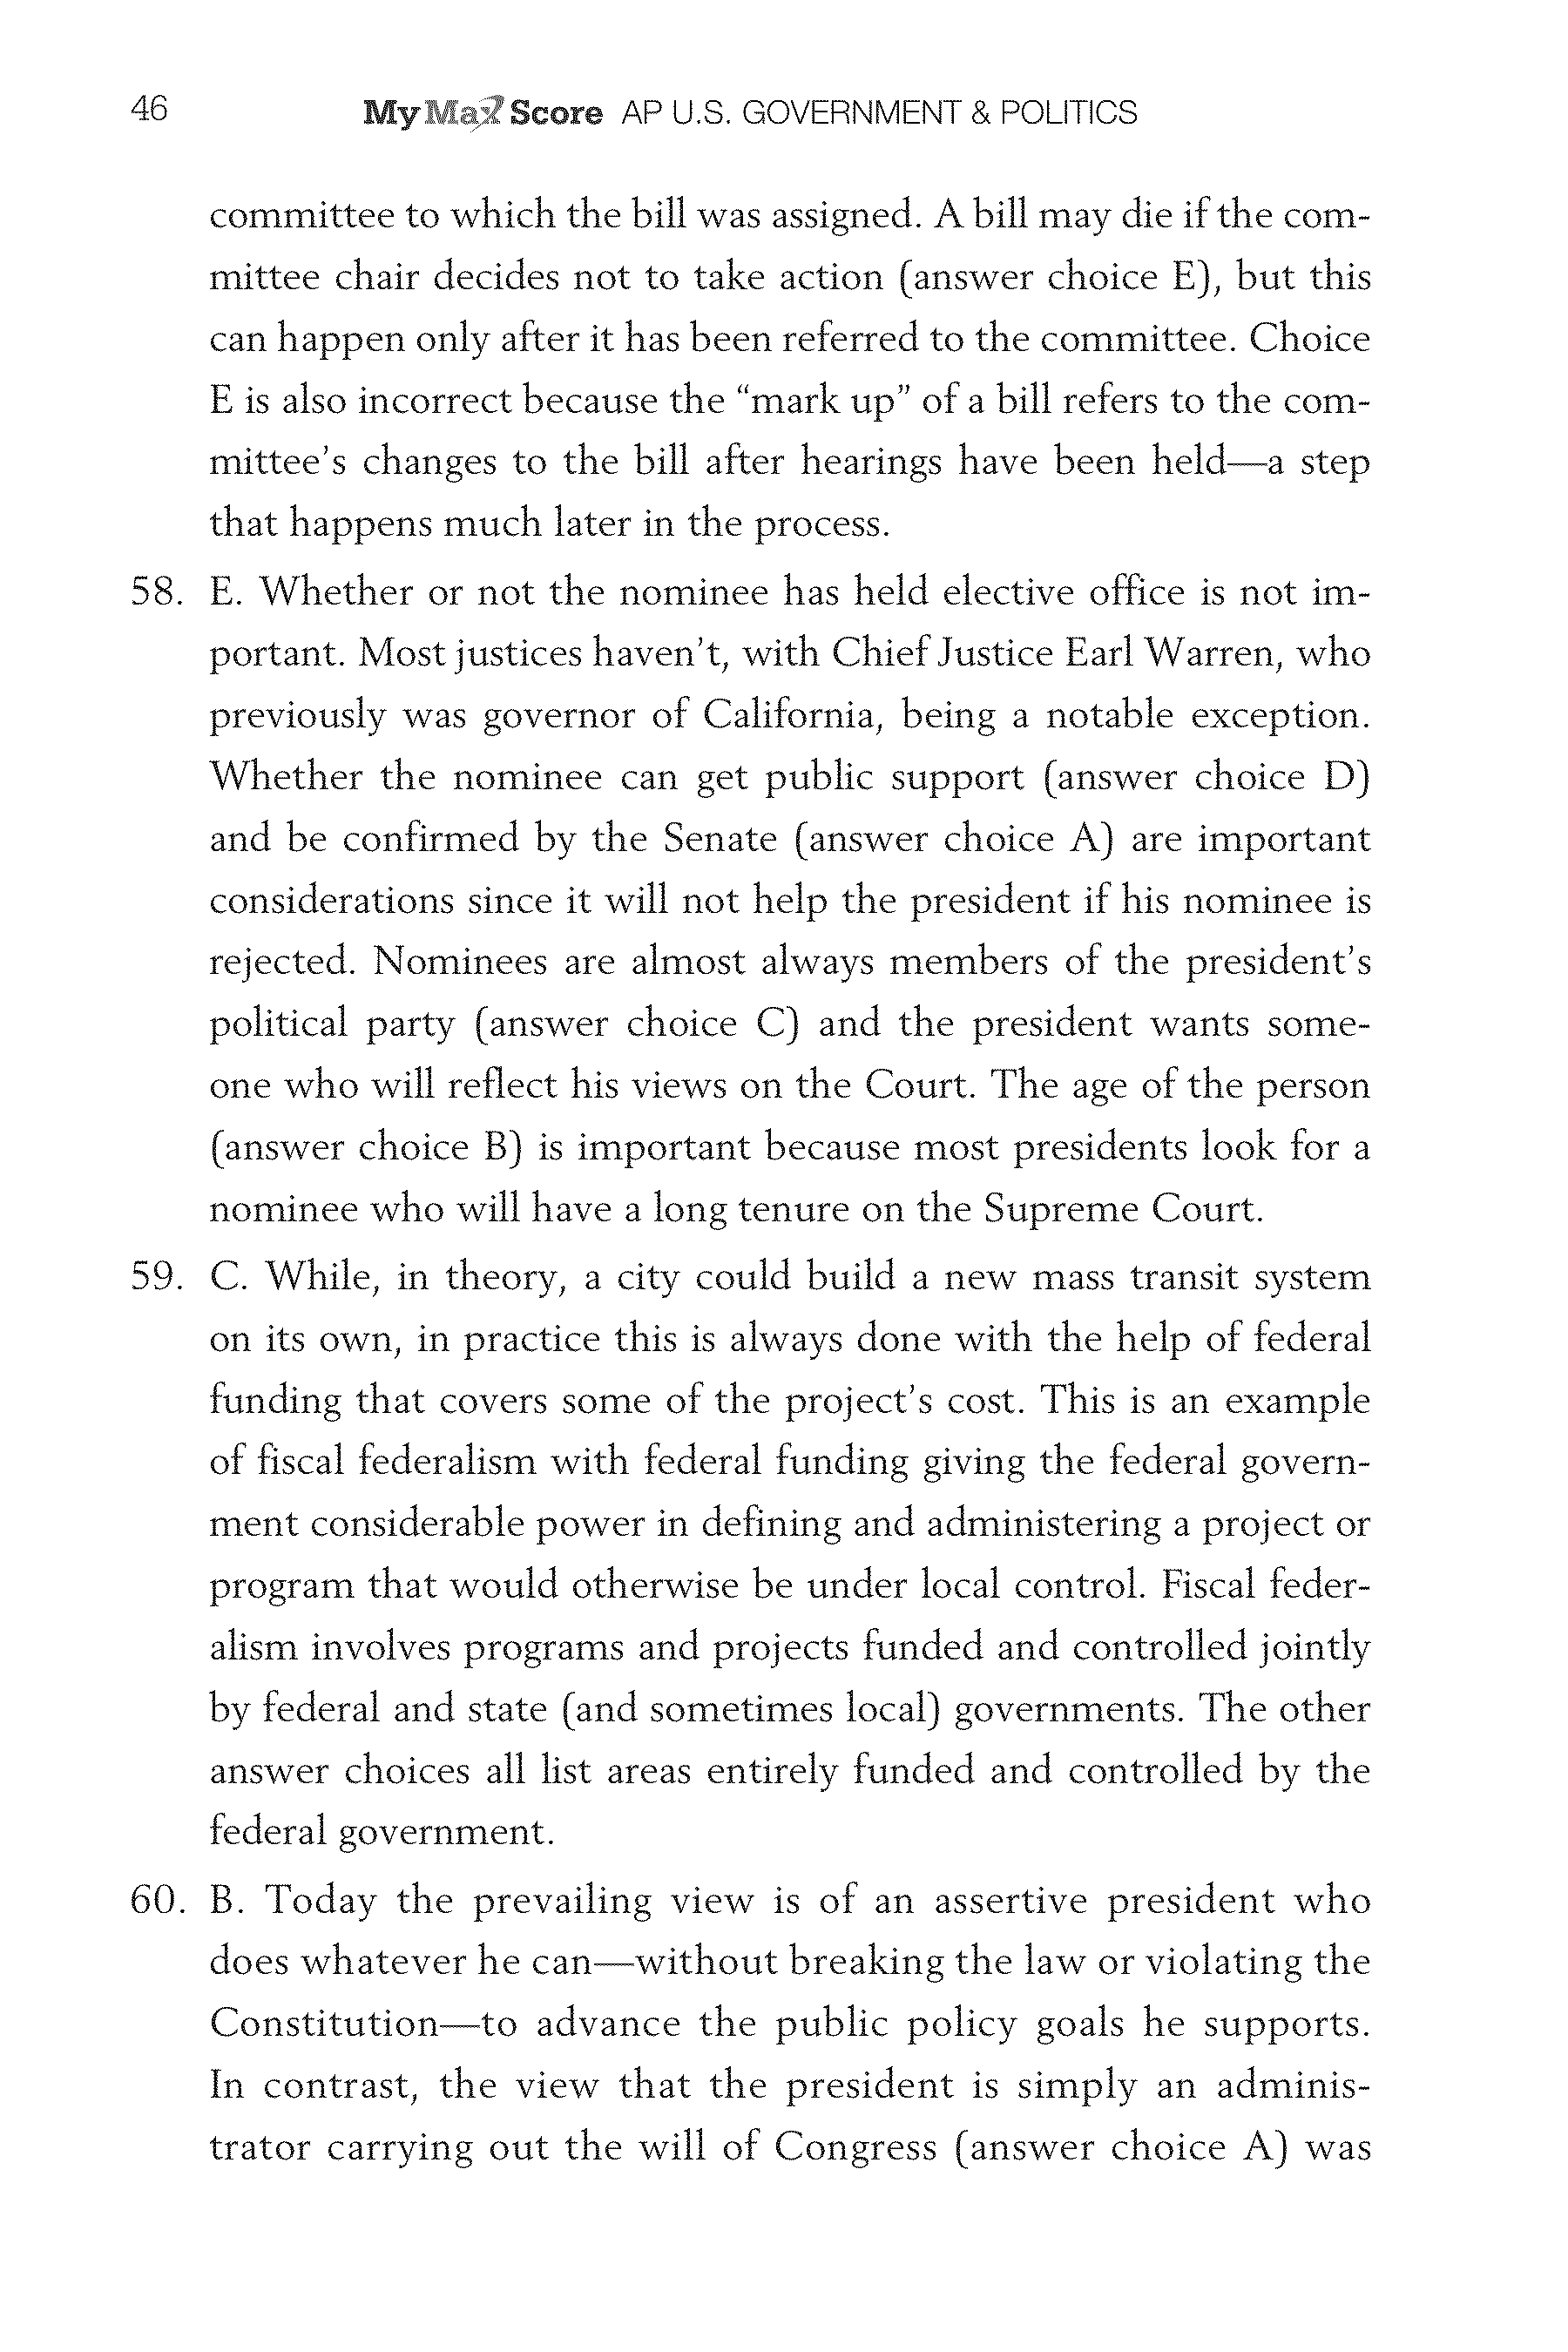 46 My Max Score AP U.S. GOVERNMENT & POLITICS
committee to which the bill was assigned. A bill may die if the com-
mittee chair decides not to take action (answer choice E), but this
can happen only after it has been referred to the committee. Choice
E is also incorrect because the “mark up” of a bill refers to the com-
mittee’s changes to the bill after hearings have been held—a step
that happens much later in the process.
58. E. Whether or not the nominee has held elective office is not im-
portant. Most justices haven’t, with Chief Justice Earl Warren, who
previously was governor of California, being a notable exception.
Whether the nominee can get public support (answer choice D)
and be confirmed by the Senate (answer choice A) are important
considerations since it will not help the president if his nominee is
rejected. Nominees are almost always members of the president’s
political party (answer choice C) and the president wants some-
one who will reflect his views on the Court. The age of the person
(answer choice B) is important because most presidents look for a
nominee who will have a long tenure on the Supreme Court.
59. C. While, in theory, a city could build a new mass transit system
on its own, in practice this is always done with the help of federal
funding that covers some of the project’s cost. This is an example
of fiscal federalism with federal funding giving the federal govern-
ment considerable power in defining and administering a project or
program that would otherwise be under local control. Fiscal feder-
alism involves programs and projects funded and controlled jointly
by federal and state (and sometimes local) governments. The other
answer choices all list areas entirely funded and controlled by the
federal government.
60. B. Today the prevailing view is of an assertive president who
does whatever he can—without breaking the law or violating the
Constitution—to advance the public policy goals he supports.
In contrast, the view that the president is simply an adminis-
trator carrying out the will of Congress (answer choice A) was